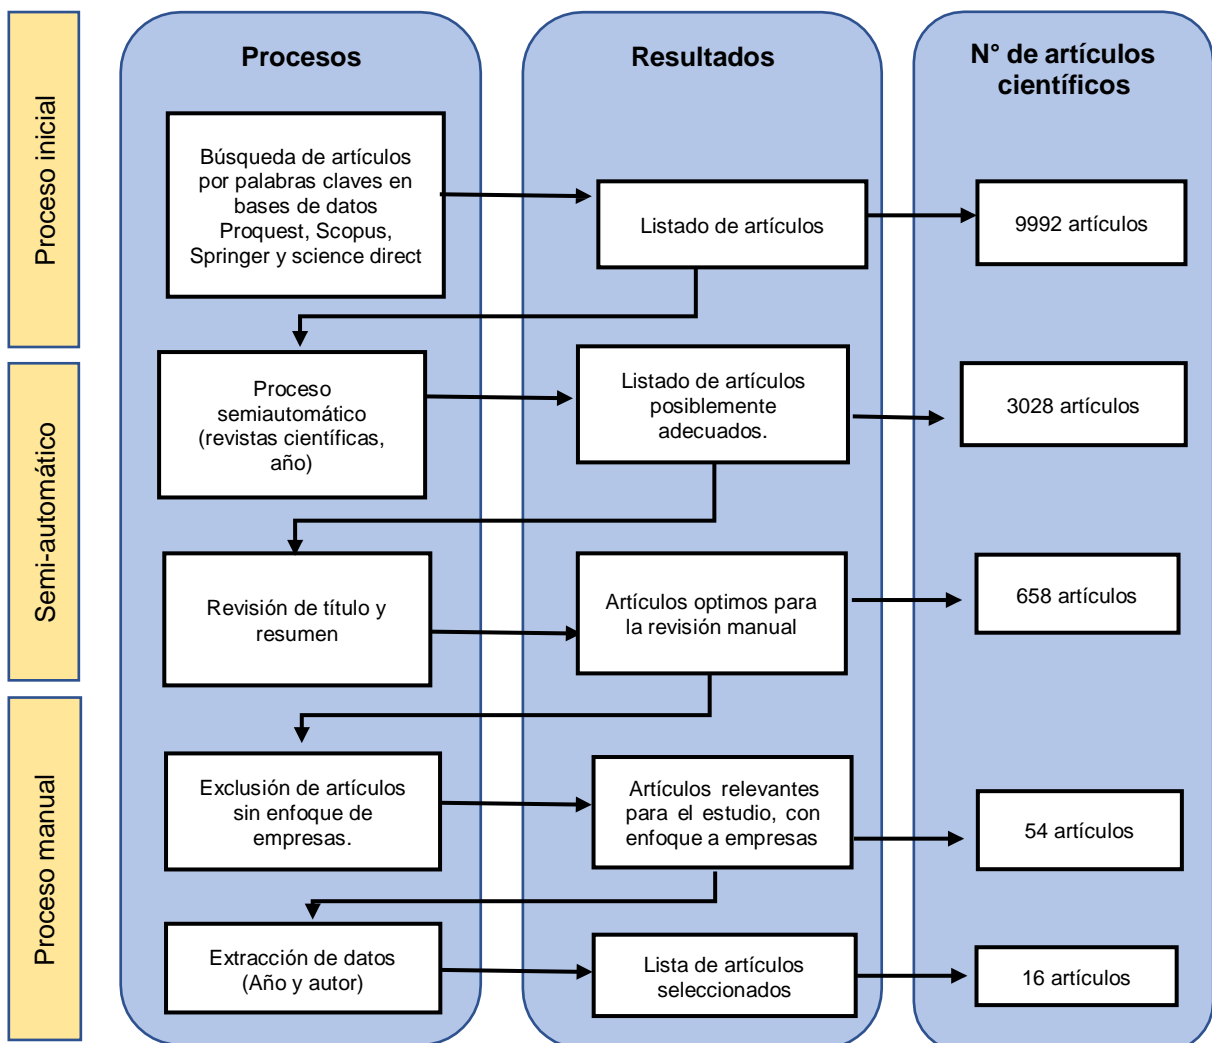 Procesos
Resultados
N° de artículos
científicos
Proceso inicial
Búsqueda de artículos
por palabras claves en
bases de datos
Proquest, Scopus,
Springer y science direct
Listado de artículos
9992 artículos
Semi-automático
Proceso
semiautomático
(revistas científicas,
año)
Listado de artículos
posiblemente
adecuados.
3028 artículos
Revisión de título y
resumen
Artículos optimos para
la revisión manual
658 artículos
Proceso manual
Exclusión de artículos
sin enfoque de
empresas.
Artículos relevantes
para el estudio, con
enfoque a empresas
54 artículos
Extracción de datos
(Año y autor)
Lista de artículos
seleccionados
16 artículos